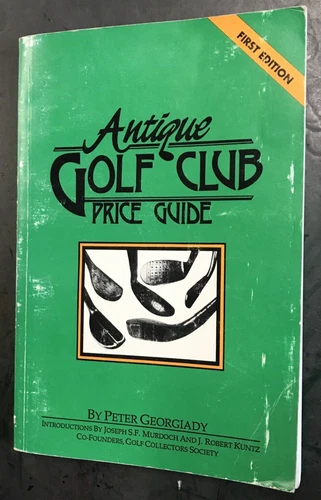 FIRST EDITION
Antique
GOLF CLUB
PRICE GUIDE
BY PETER GEORGIADY
INTRODUCTIONS BY JOSEPH S.F. MURDOCH AND J. ROBERT KUNTZ
CO-FOUNDERS, GOLF COLLECTORS SOCIETY